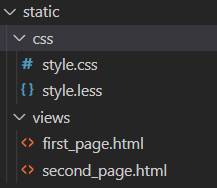 static
css
# style.css
{} style.less
views
<> first_page.html
<> second_page.html